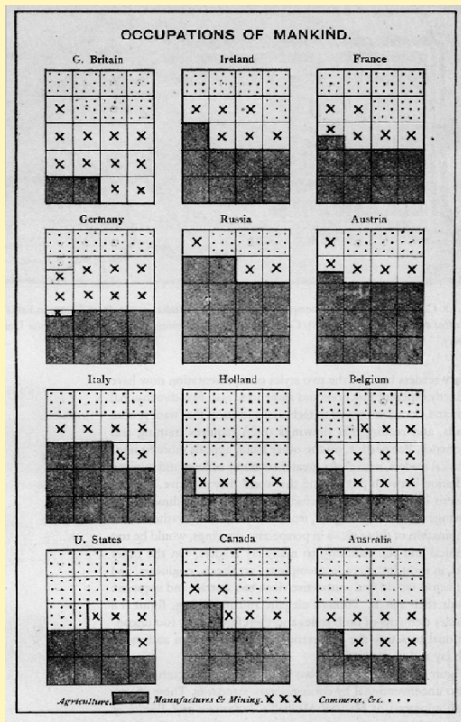 OCCUPATIONS OF MANKIND.
G. Britain Ireland France
Germany Russia Austria
Italy Holland Belgium
U. States Canada Australia
Agriculture. Manufactures & Mining. × × × Commerce, &c. · · ·